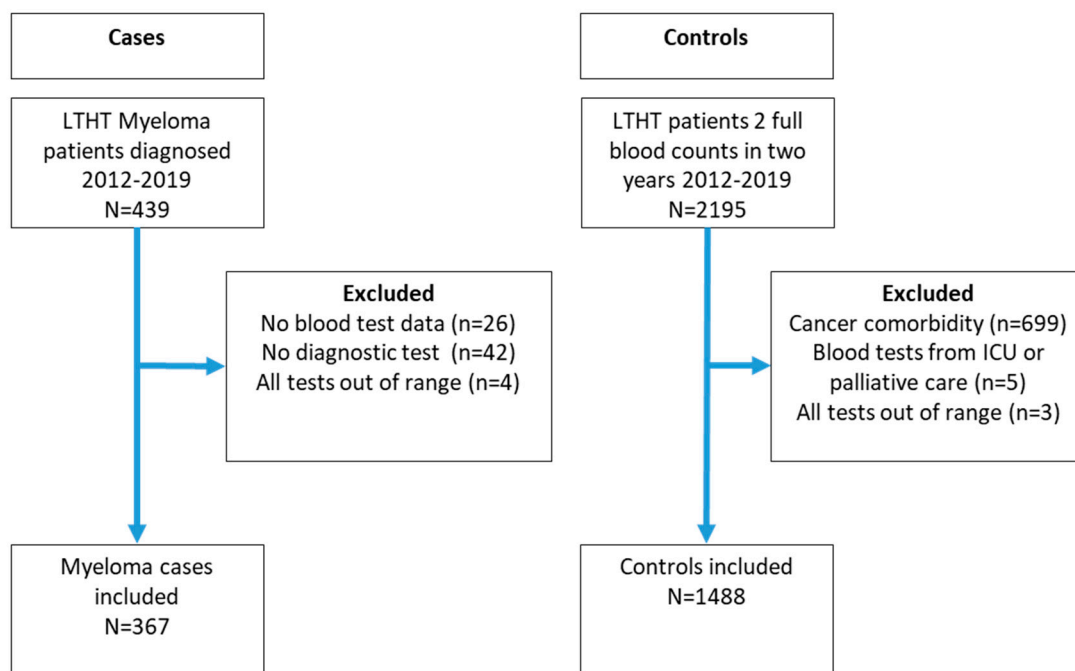 Cases
LTHT Myeloma
patients diagnosed
2012-2019
N=439
Excluded
No blood test data (n=26)
No diagnostic test (n=42)
All tests out of range (n=4)
Myeloma cases
included
N=367
Controls
LTHT patients 2 full
blood counts in two
years 2012-2019
N=2195
Excluded
Cancer comorbidity (n=699)
Blood tests from ICU or
palliative care (n=5)
All tests out of range (n=3)
Controls included
N=1488